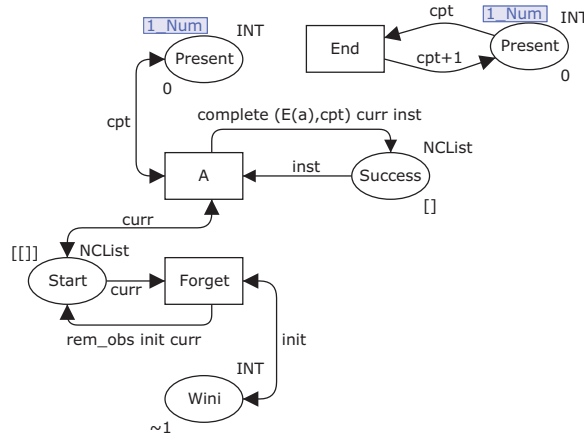 1_Num
INT
Present
0
cpt
complete (E(a),cpt) curr inst
A
inst
NCList
Success
[]
curr
[[]]
NCList
Start
curr
Forget
rem_obs init curr
init
INT
Wini
~1
End
cpt
cpt+1
1_Num
INT
Present
0